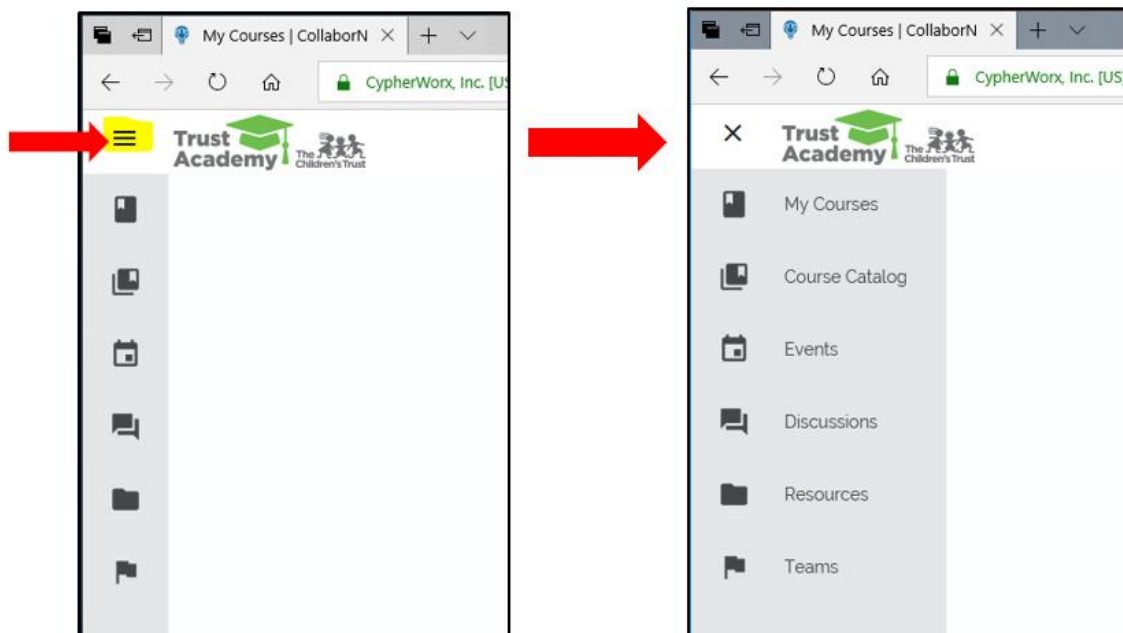 My Courses | CollaborN
CypherWorx, Inc. [US
Trust
Academy
The
Children's Trust
My Courses | CollaborN
CypherWorx, Inc. [US]
Trust
Academy
The
Children's Trust
My Courses
Course Catalog
Events
Discussions
Resources
Teams